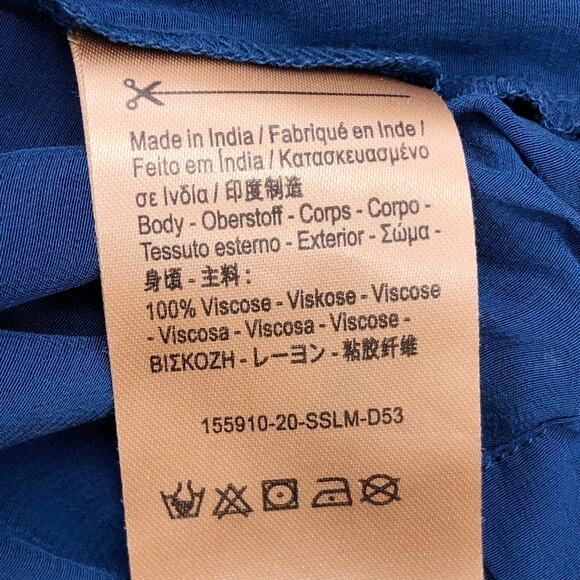 Made in India / Fabriqué en Inde /
Feito em Índia / Κατασκευασμένο
σε Ινδία / 印度制造
Body - Oberstoff - Corps - Corpo -
Tessuto esterno - Exterior - Σώμα -
身頃 - 主料 :
100% Viscose - Viskose - Viscose
- Viscosa - Viscosa - Viscose -
ΒΙΣΚΟΖΗ - レーヨン - 粘胶纤维
155910-20-SSLM-D53